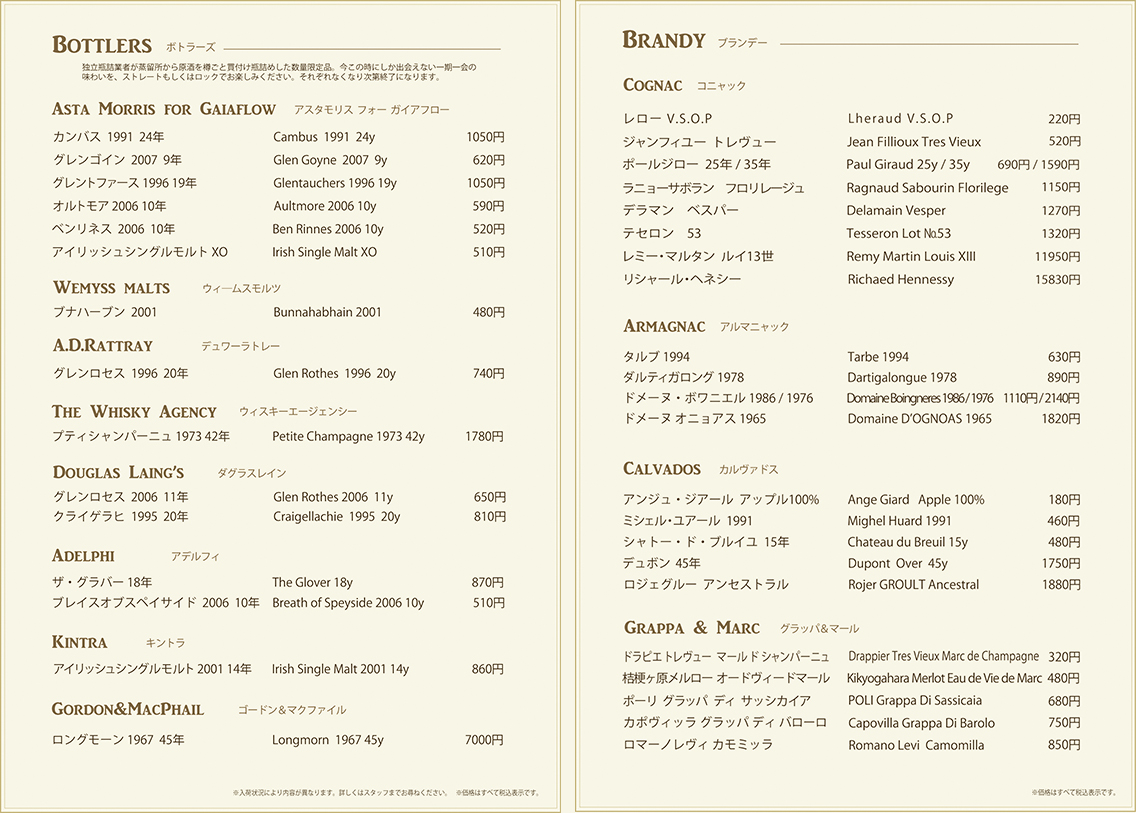 BOTTLERS ボトラーズ
独立瓶詰業者が蒸留所から原酒を樽ごと買付け瓶詰めした数量限定品。今この時にしか出会えない一期一会の
味わいを、ストレートもしくはロックでお楽しみください。それぞれなくなり次第終了になります。
ASTA MORRIS FOR GAIAFLOW アスタモリス フォー ガイアフロー
カンバス 1991 24年 Cambus 1991 24y 1050円
グレンゴイン 2007 9年 Glen Goyne 2007 9y 620円
グレントファース 1996 19年 Glentauchers 1996 19y 1050円
オルトモア 2006 10年 Aultmore 2006 10y 590円
ベンリネス 2006 10年 Ben Rinnes 2006 10y 520円
アイリッシュシングルモルト XO Irish Single Malt XO 510円
WEMYSS MALTS ウィームスモルツ
ブナハーブン 2001 Bunnahabhain 2001 480円
A.D.RATTRAY デュワーラトレー
グレンロセス 1996 20年 Glen Rothes 1996 20y 740円
THE WHISKY AGENCY ウィスキーエージェンシー
プティシャンパーニュ 1973 42年 Petite Champagne 1973 42y 1780円
DOUGLAS LAING'S ダグラスレイン
グレンロセス 2006 11年 Glen Rothes 2006 11y 650円
クライゲラヒ 1995 20年 Craigellachie 1995 20y 810円
ADELPHI アデルフィ
ザ・グラバー 18年 The Glover 18y 870円
ブレイスオブスペイサイド 2006 10年 Breath of Speyside 2006 10y 510円
KINTRA キントラ
アイリッシュシングルモルト 2001 14年 Irish Single Malt 2001 14y 860円
GORDON&MACPHAIL ゴードン&マクファイル
ロングモーン 1967 45年 Longmorn 1967 45y 7000円
※入荷状況により内容が異なります。詳しくはスタッフまでお尋ねください。 ※価格はすべて税込表示です。
BRANDY ブランデー
COGNAC コニャック
レロー V.S.O.P Lheraud V.S.O.P 220円
ジャンフィユー トレヴュー Jean Fillioux Tres Vieux 520円
ポールジロー 25年 / 35年 Paul Giraud 25y / 35y 690円 / 1590円
ラニョーサボラン フロリレージュ Ragnaud Sabourin Florilege 1150円
デラマン ベスパー Delamain Vesper 1270円
テセロン 53 Tesseron Lot №53 1320円
レミー・マルタン ルイ13世 Remy Martin Louis XIII 11950円
リシャール・ヘネシー Richaed Hennessy 15830円
ARMAGNAC アルマニャック
タルブ 1994 Tarbe 1994 630円
ダルティガロング 1978 Dartigalongue 1978 890円
ドメーヌ・ボワニエル 1986 / 1976 Domaine Boingneres 1986 / 1976 1110円 / 2140円
ドメーヌ オニョアス 1965 Domaine D'OGNOAS 1965 1820円
CALVADOS カルヴァドス
アンジュ・ジアール アップル100% Ange Giard Apple 100% 180円
ミシェル・ユアール 1991 Mighel Huard 1991 460円
シャトー・ド・ブルイユ 15年 Chateau du Breuil 15y 480円
デュポン 45年 Dupont Over 45y 1750円
ロジェグルー アンセストラル Rojer GROULT Ancestral 1880円
GRAPPA & MARC グラッパ&マール
ドラピエトレヴュー マールドシャンパーニュ Drappier Tres Vieux Marc de Champagne 320円
桔梗ヶ原メルロー オードヴィードマール Kikyogahara Merlot Eau de Vie de Marc 480円
ポーリ グラッパ ディ サッシカイア POLI Grappa Di Sassicaia 680円
カポヴィッラ グラッパ ディ バローロ Capovilla Grappa Di Barolo 750円
ロマーノレヴィ カモミッラ Romano Levi Camomilla 850円
※価格はすべて税込表示です。